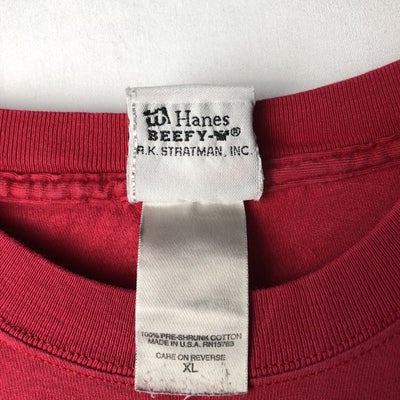 Hanes
BEEFY-T®
R.K. STRATMAN, INC.
100% PRE-SHRUNK COTTON
MADE IN U.S.A. RN15763
CARE ON REVERSE
XL